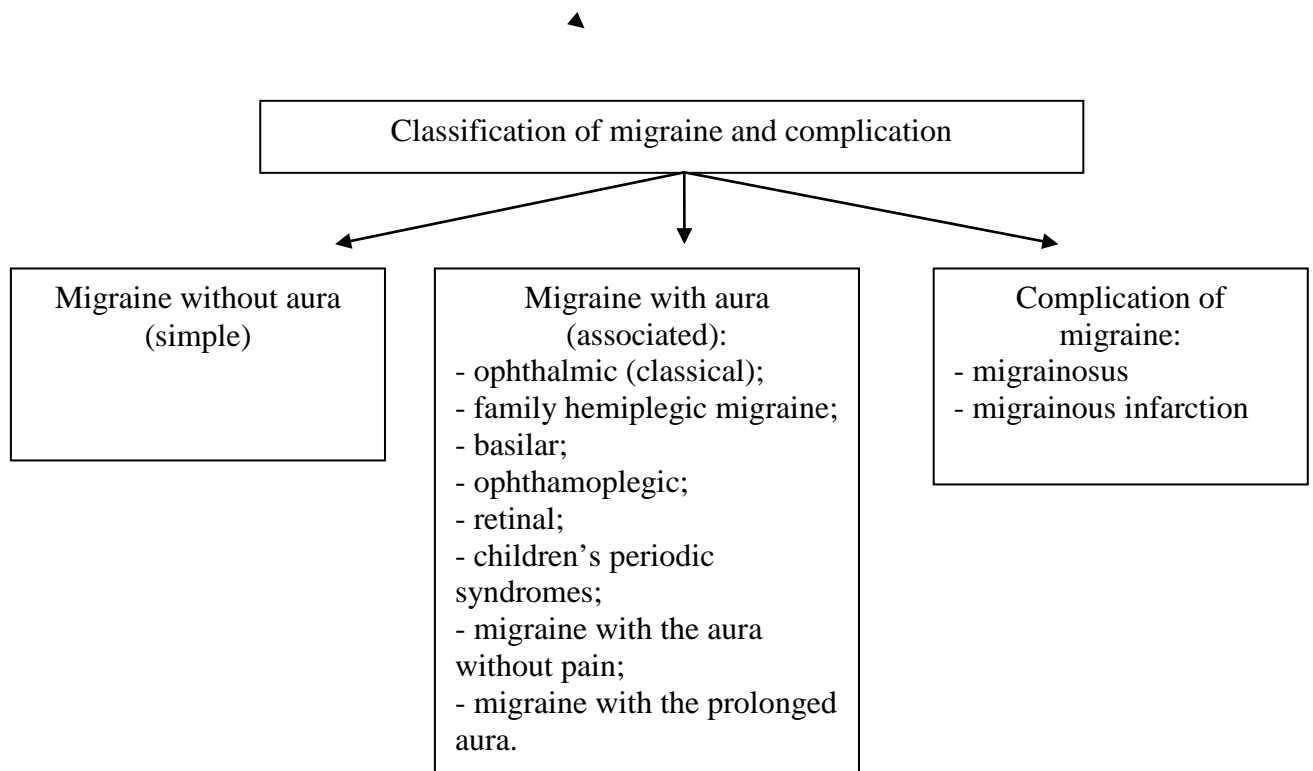 Classification of migraine and complication
Migraine without aura
(simple)
Migraine with aura
(associated):
- ophthalmic (classical);
- family hemiplegic migraine;
- basilar;
- ophthamoplegic;
- retinal;
- children’s periodic
syndromes;
- migraine with the aura
without pain;
- migraine with the prolonged
aura.
Complication of
migraine:
- migrainosus
- migrainous infarction